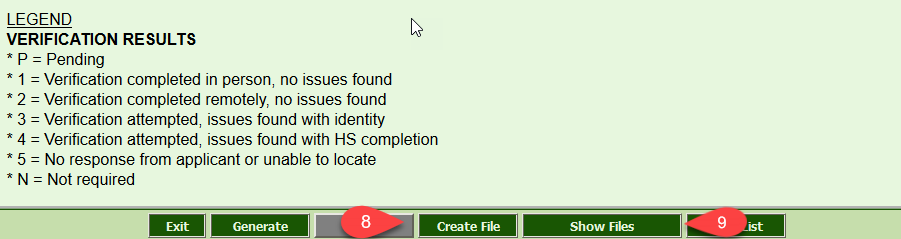 LEGEND
VERIFICATION RESULTS
* P = Pending
* 1 = Verification completed in person, no issues found
* 2 = Verification completed remotely, no issues found
* 3 = Verification attempted, issues found with identity
* 4 = Verification attempted, issues found with HS completion
* 5 = No response from applicant or unable to locate
* N = Not required
Exit Generate 8 Create File Show Files 9 List